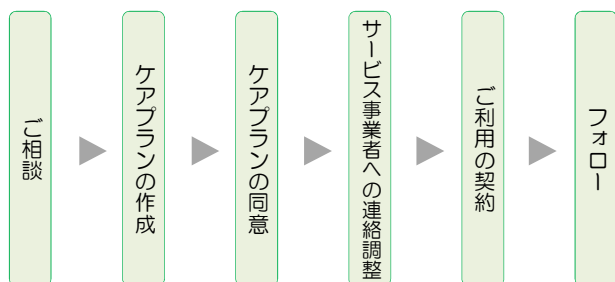 ご相談
ケアプランの作成
ケアプランの同意
サービス事業者への連絡調整
ご利用の契約
フォロー